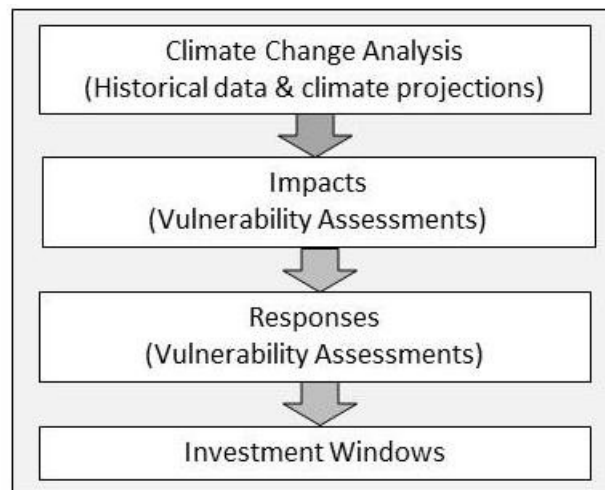 Climate Change Analysis
(Historical data & climate projections)
Impacts
(Vulnerability Assessments)
Responses
(Vulnerability Assessments)
Investment Windows